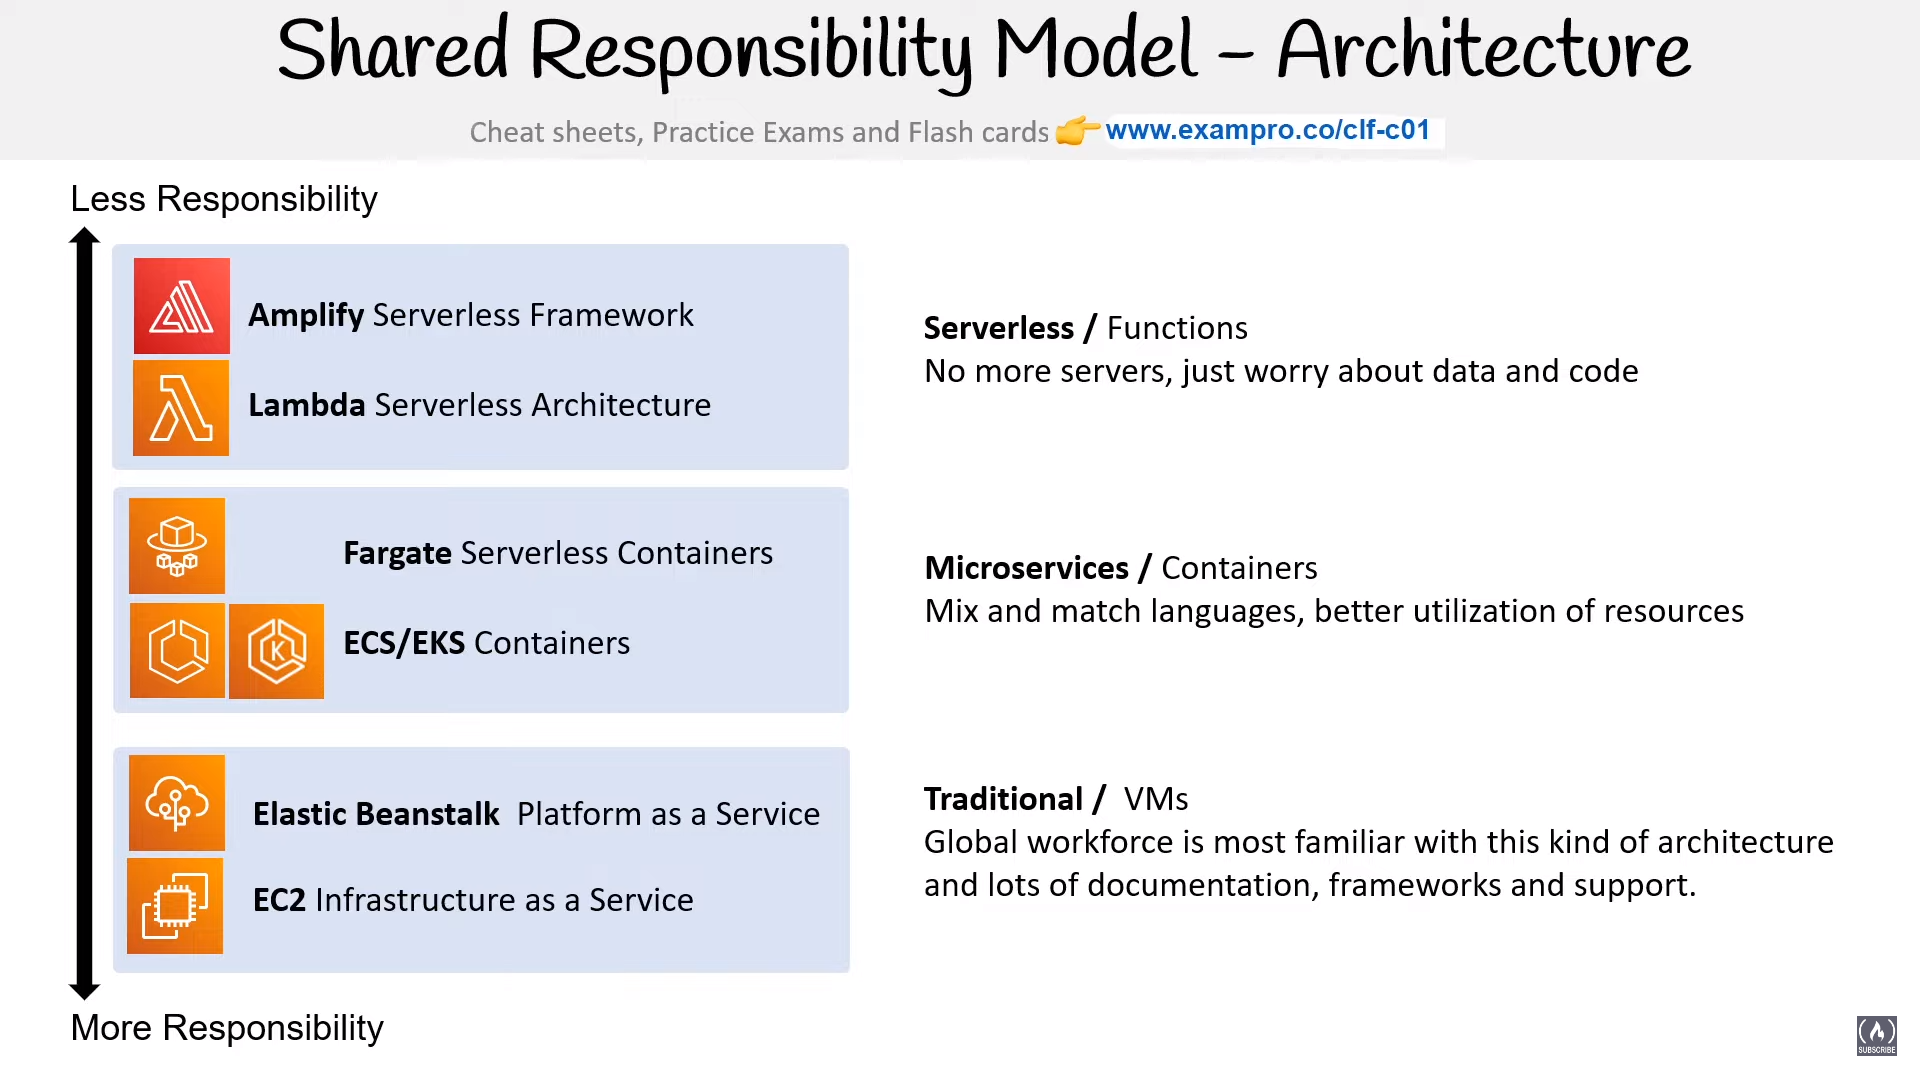 Shared Responsibility Model - Architecture
Cheat sheets, Practice Exams and Flash cards 👉 www.exampro.co/clf-c01
Less Responsibility
Amplify Serverless Framework
Lambda Serverless Architecture
Serverless / Functions
No more servers, just worry about data and code
Fargate Serverless Containers
K
ECS/EKS Containers
Microservices / Containers
Mix and match languages, better utilization of resources
Elastic Beanstalk  Platform as a Service
EC2 Infrastructure as a Service
Traditional /  VMs
Global workforce is most familiar with this kind of architecture
and lots of documentation, frameworks and support.
More Responsibility
SUBSCRIBE